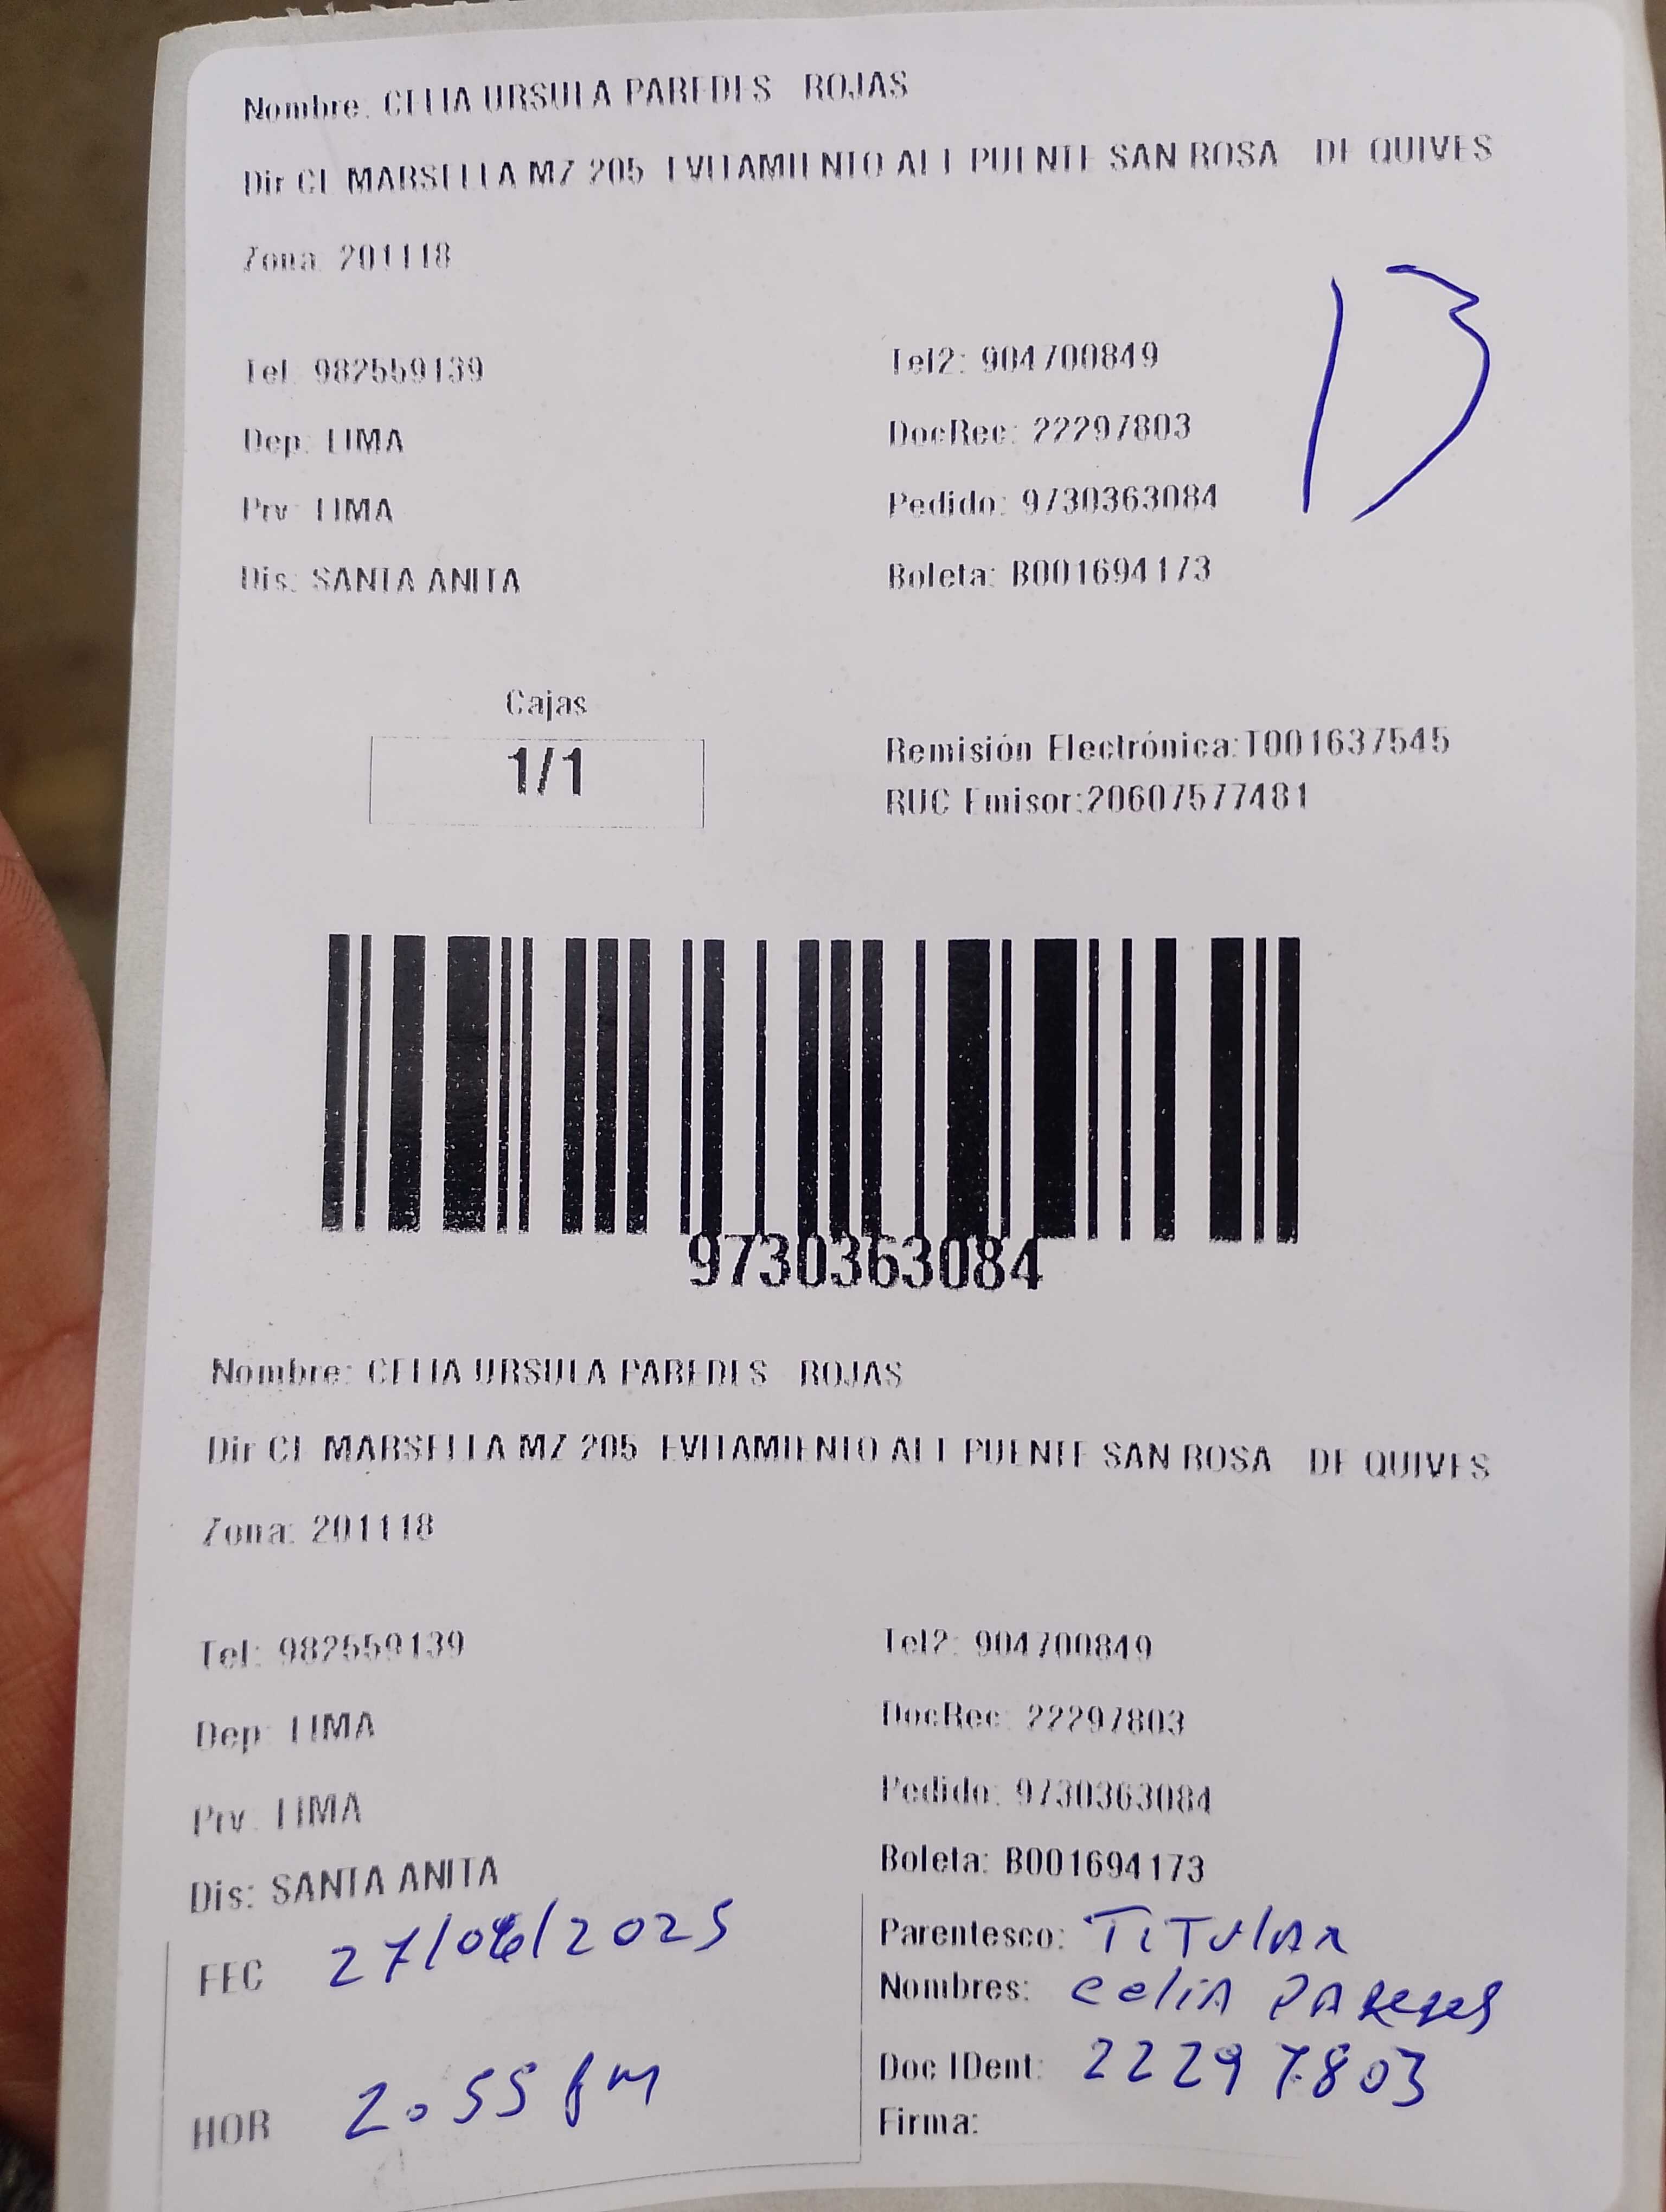 Nombre: CELIA URSULA PAREDES ROJAS
Dir CL MARSELLA MZ 205 EVITAMIENTO ALT PUENTE SAN ROSA DE QUIVES
Zona: 201118
13
Tel: 982559139 Tel2: 904700849
Dep: LIMA DocRec: 22297803
Prv: LIMA Pedido: 9730363084
Dis: SANTA ANITA Boleta: B001694173
Cajas
1/1
Remisión Electrónica:T001637545
RUC Emisor:20607577481
9730363084
Nombre: CELIA URSULA PAREDES ROJAS
Dir CL MARSELLA MZ 205 EVITAMIENTO ALT PUENTE SAN ROSA DE QUIVES
Zona: 201118
Tel: 982559139 Tel2: 904700849
Dep: LIMA DocRec: 22297803
Prv: LIMA Pedido: 9730363084
Dis: SANTA ANITA Boleta: B001694173
FEC 27/06/2025
Parentesco: TiTulAR
Nombres: Celia PAREDES
Doc IDent: 22297803
HOR 2:55 pm
Firma: